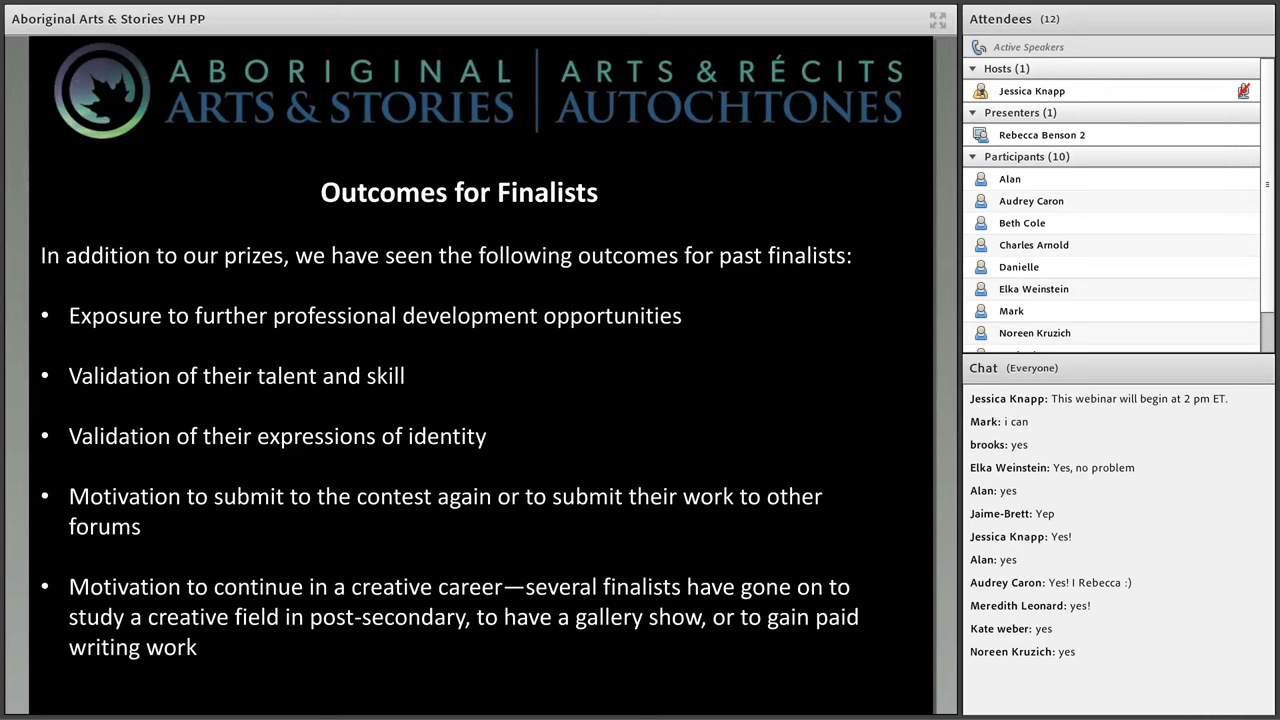 Aboriginal Arts & Stories VH PP
ABORIGINAL
ARTS & STORIES
ARTS & RÉCITS
AUTOCHTONES
Outcomes for Finalists
In addition to our prizes, we have seen the following outcomes for past finalists:
• Exposure to further professional development opportunities
• Validation of their talent and skill
• Validation of their expressions of identity
• Motivation to submit to the contest again or to submit their work to other
forums
• Motivation to continue in a creative career—several finalists have gone on to
study a creative field in post-secondary, to have a gallery show, or to gain paid
writing work
Attendees (12)
Active Speakers
Hosts (1)
Jessica Knapp
Presenters (1)
Rebecca Benson 2
Participants (10)
Alan
Audrey Caron
Beth Cole
Charles Arnold
Danielle
Elka Weinstein
Mark
Noreen Kruzich
Chat (Everyone)
Jessica Knapp: This webinar will begin at 2 pm ET.
Mark: i can
brooks: yes
Elka Weinstein: Yes, no problem
Alan: yes
Jaime-Brett: Yep
Jessica Knapp: Yes!
Alan: yes
Audrey Caron: Yes! I Rebecca :)
Meredith Leonard: yes!
Kate weber: yes
Noreen Kruzich: yes